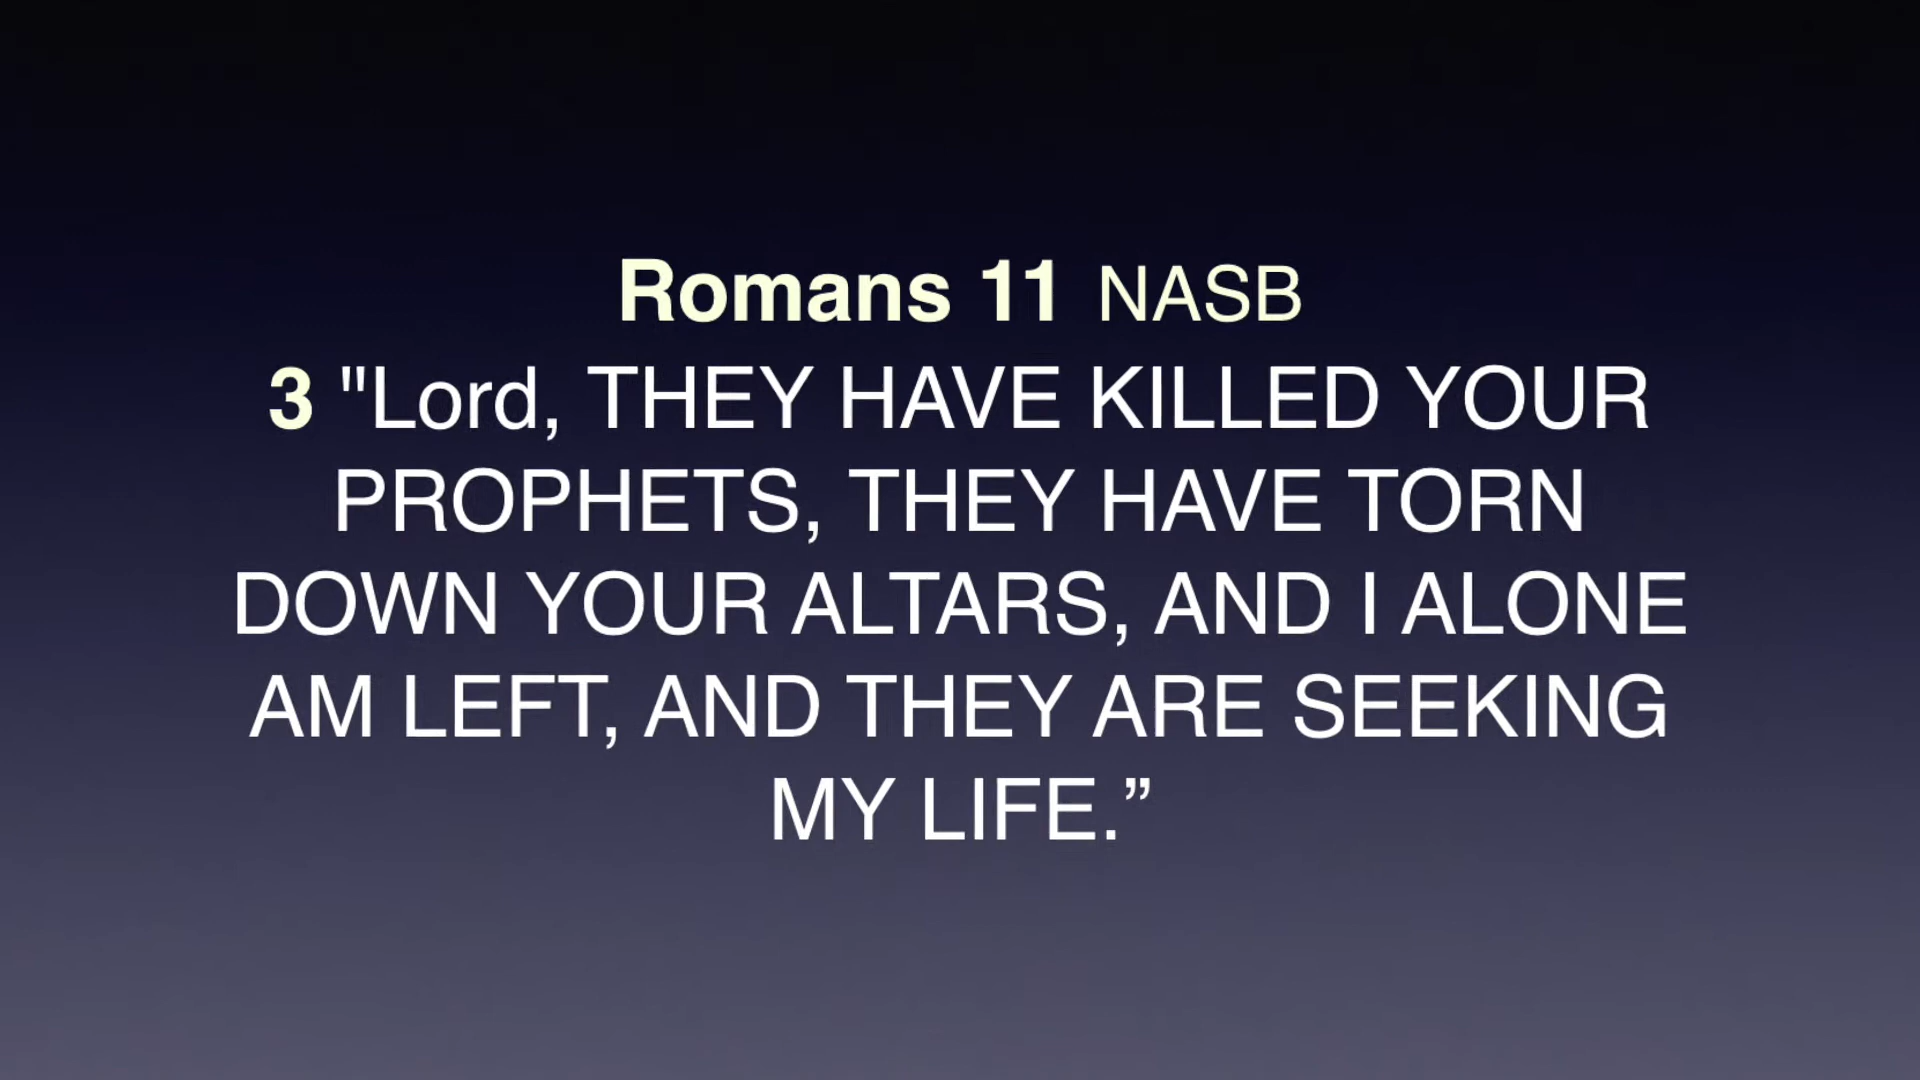 Romans 11 NASB
3 "Lord, THEY HAVE KILLED YOUR
PROPHETS, THEY HAVE TORN
DOWN YOUR ALTARS, AND I ALONE
AM LEFT, AND THEY ARE SEEKING
MY LIFE.”